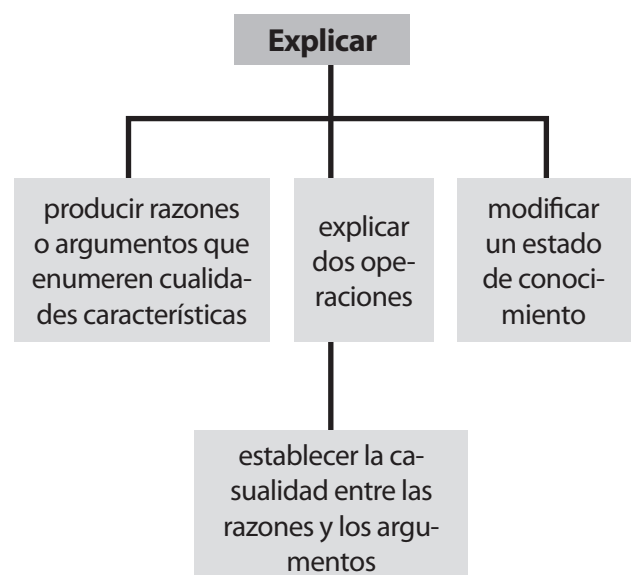 Explicar
producir razones
o argumentos que
enumeren cualida-
des características
explicar
dos ope-
raciones
modificar
un estado
de conoci-
miento
establecer la ca-
sualidad entre las
razones y los argu-
mentos